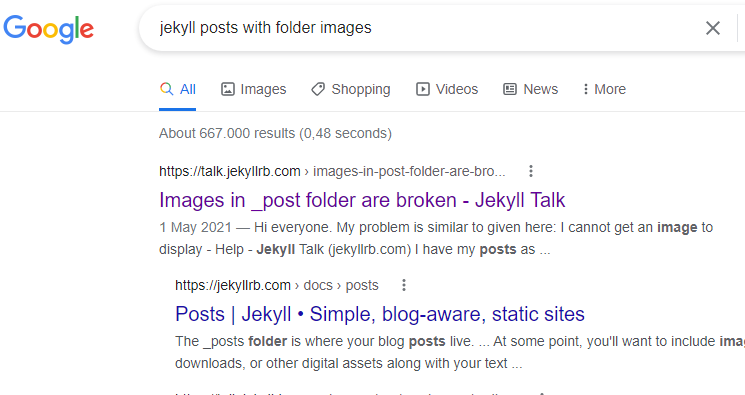 Google
jekyll posts with folder images
All Images Shopping Videos News More
About 667.000 results (0,48 seconds)
https://talk.jekyllrb.com › images-in-post-folder-are-bro...
Images in _post folder are broken - Jekyll Talk
1 May 2021 — Hi everyone. My problem is similar to given here: I cannot get an image to
display - Help - Jekyll Talk (jekyllrb.com) I have my posts as ...
https://jekyllrb.com › docs › posts
Posts | Jekyll • Simple, blog-aware, static sites
The _posts folder is where your blog posts live. ... At some point, you'll want to include
downloads, or other digital assets along with your text ...